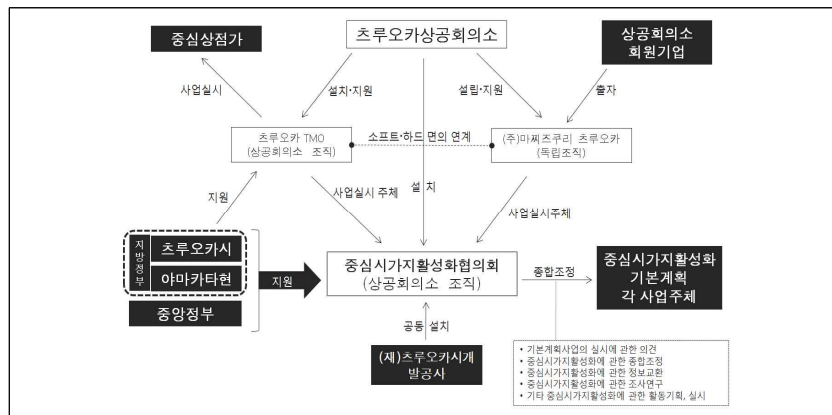 중심상점가
츠루오카상공회의소
상공회의소
회원기업
사업실시
설치·지원
설립·지원
출자
츠루오카 TMO
(상공회의소 조직)
소프트·하드 면의 연계
(주)마찌즈쿠리 츠루오카
(독립조직)
지원
사업실시 주체
설 치
사업실시주체
지방정부
츠루오카시
야마카타현
중앙정부
지원
중심시가지활성화협의회
(상공회의소 조직)
종합조정
중심시가지활성화
기본계획
각 사업주체
공동 설치
(재)츠루오카시개
발공사
• 기본계획사업의 실시에 관한 의견
• 중심시가지활성화에 관한 종합조정
• 중심시가지활성화에 관한 정보교환
• 중심시가지활성화에 관한 조사연구
• 기타 중심시가지활성화에 관한 활동기획, 실시